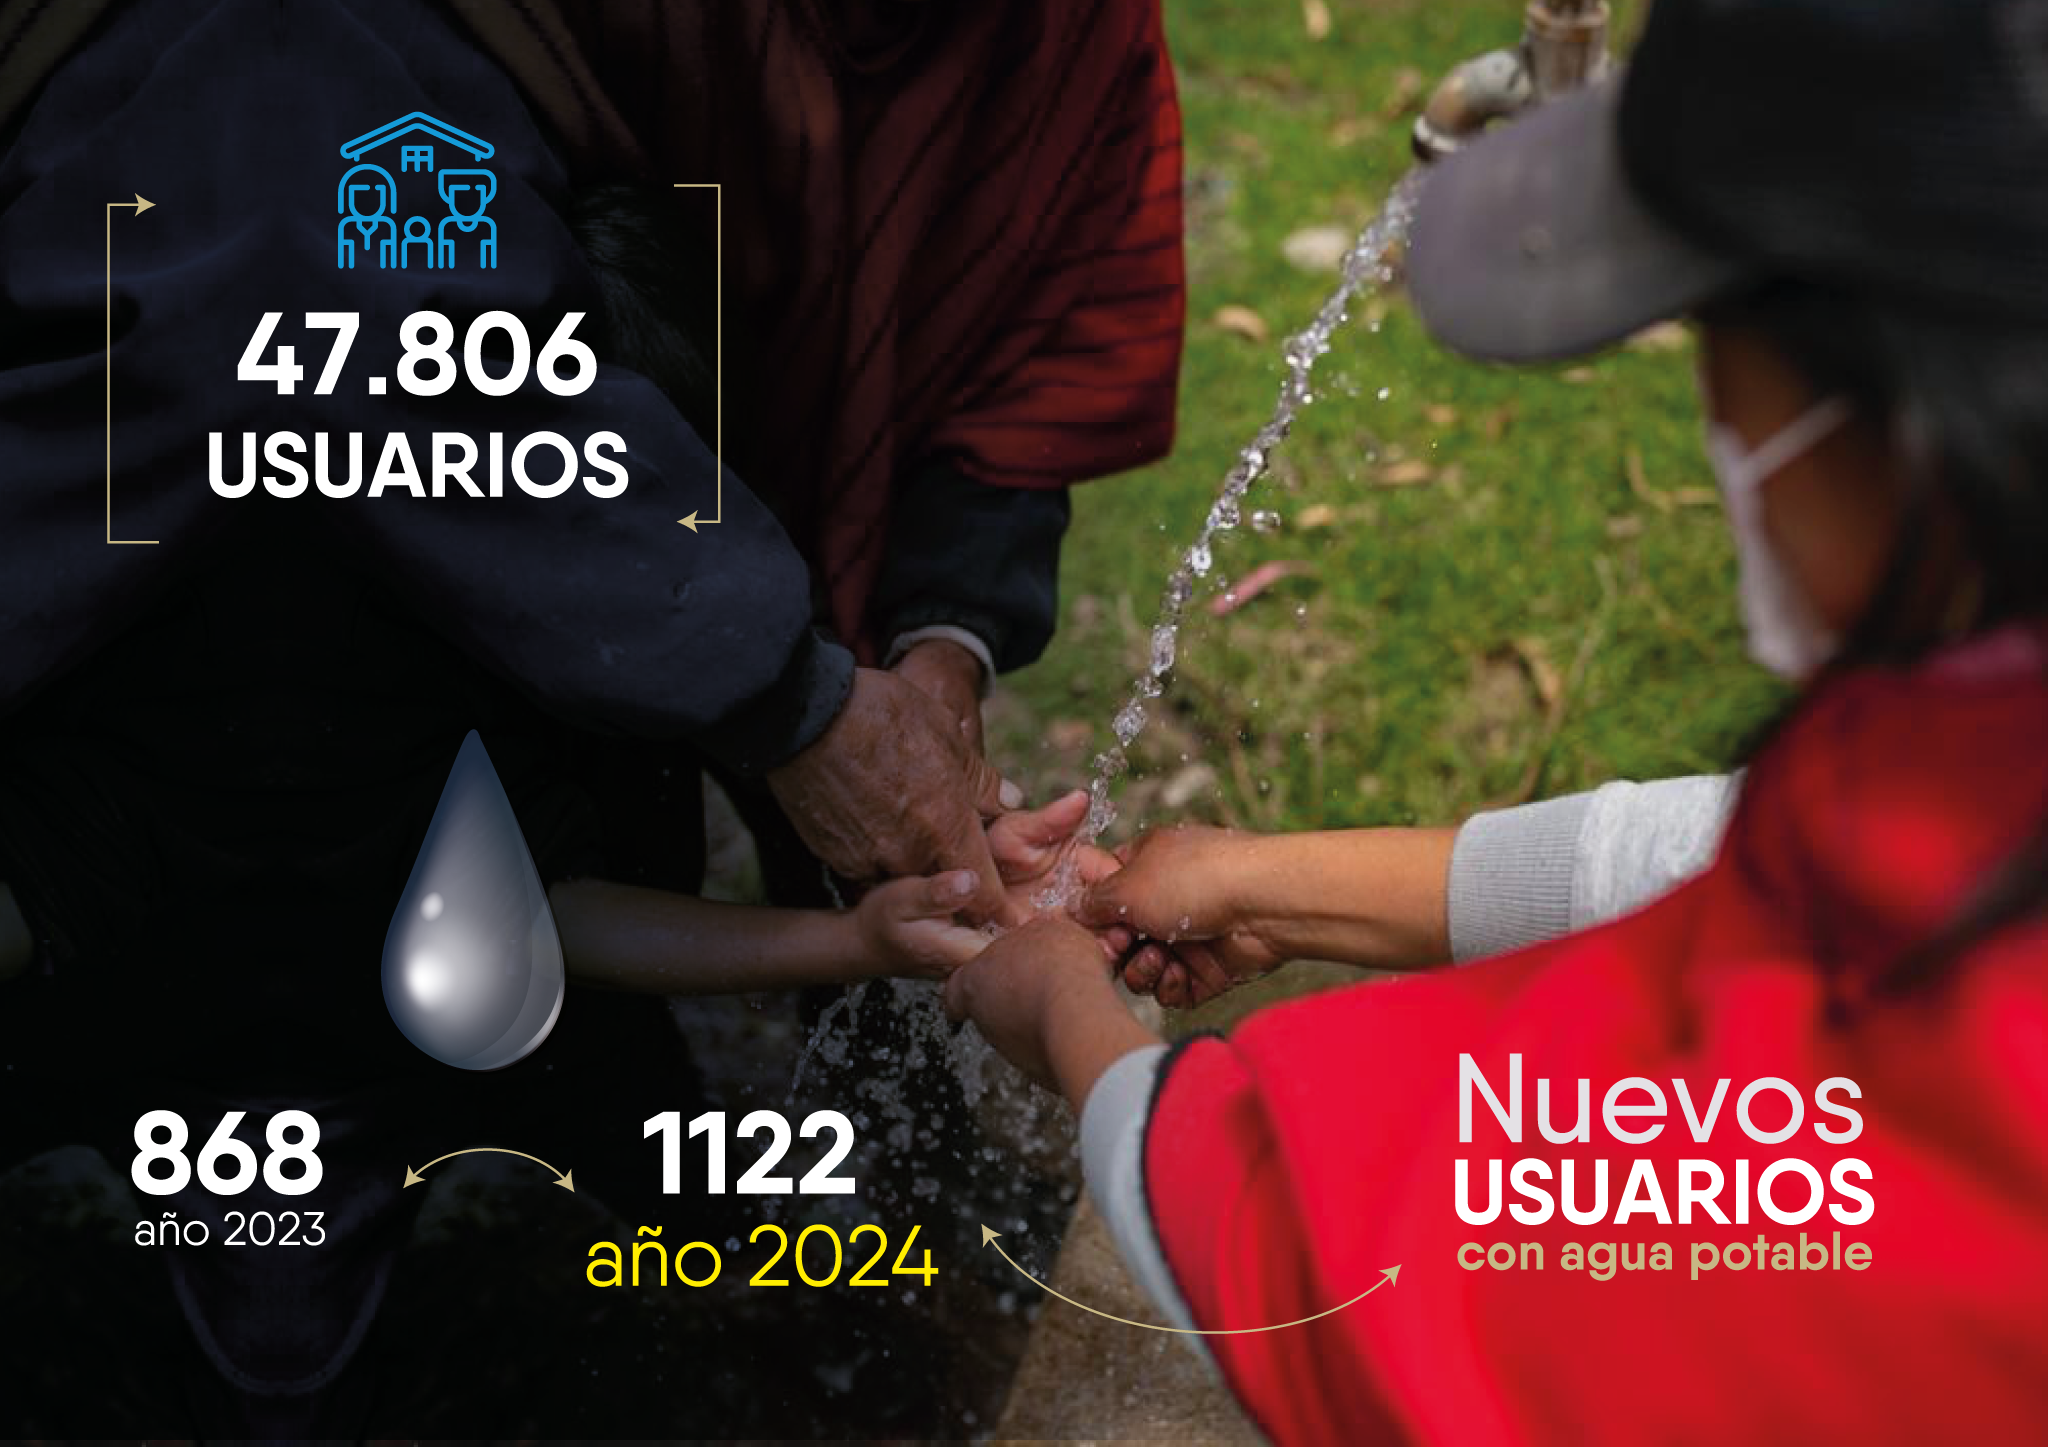 47.806
USUARIOS
868
año 2023
1122
año 2024
Nuevos
USUARIOS
con agua potable